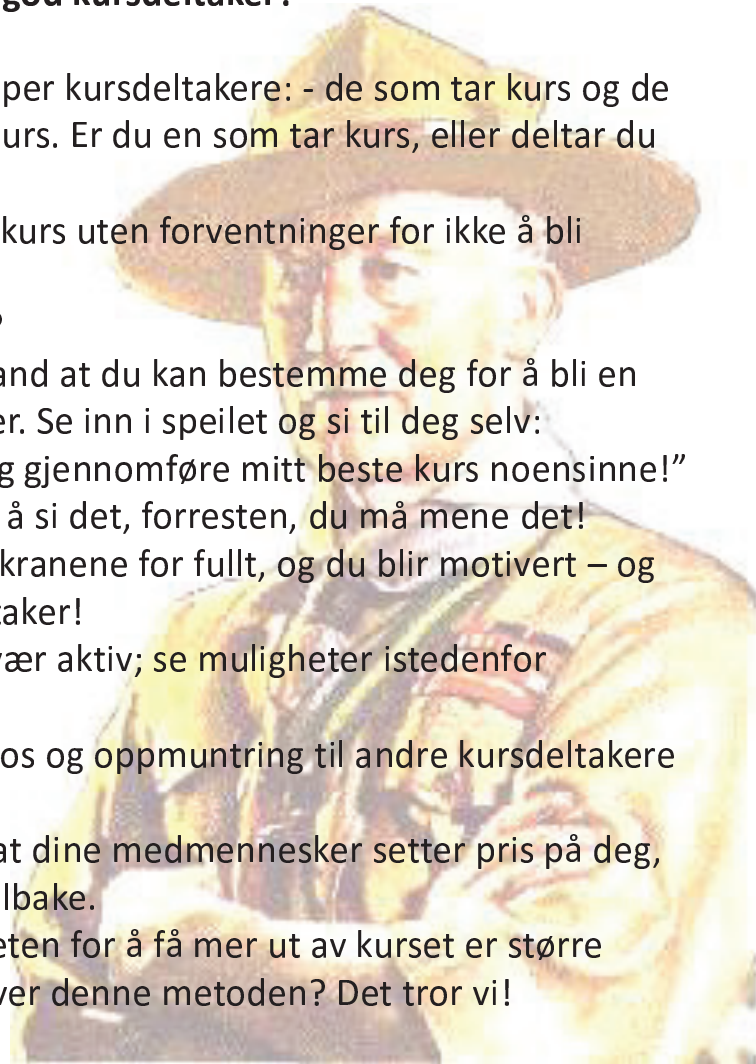 god kursdeltaker?
per kursdeltakere: - de som tar kurs og de
urs. Er du en som tar kurs, eller deltar du
kurs uten forventninger for ikke å bli
?
and at du kan bestemme deg for å bli en
er. Se inn i speilet og si til deg selv:
g gjennomføre mitt beste kurs noensinne!”
å si det, forresten, du må mene det!
kranene for fullt, og du blir motivert – og
taker!
vær aktiv; se muligheter istedenfor
os og oppmuntring til andre kursdeltakere
at dine medmennesker setter pris på deg,
lbake.
eten for å få mer ut av kurset er større
ver denne metoden? Det tror vi!